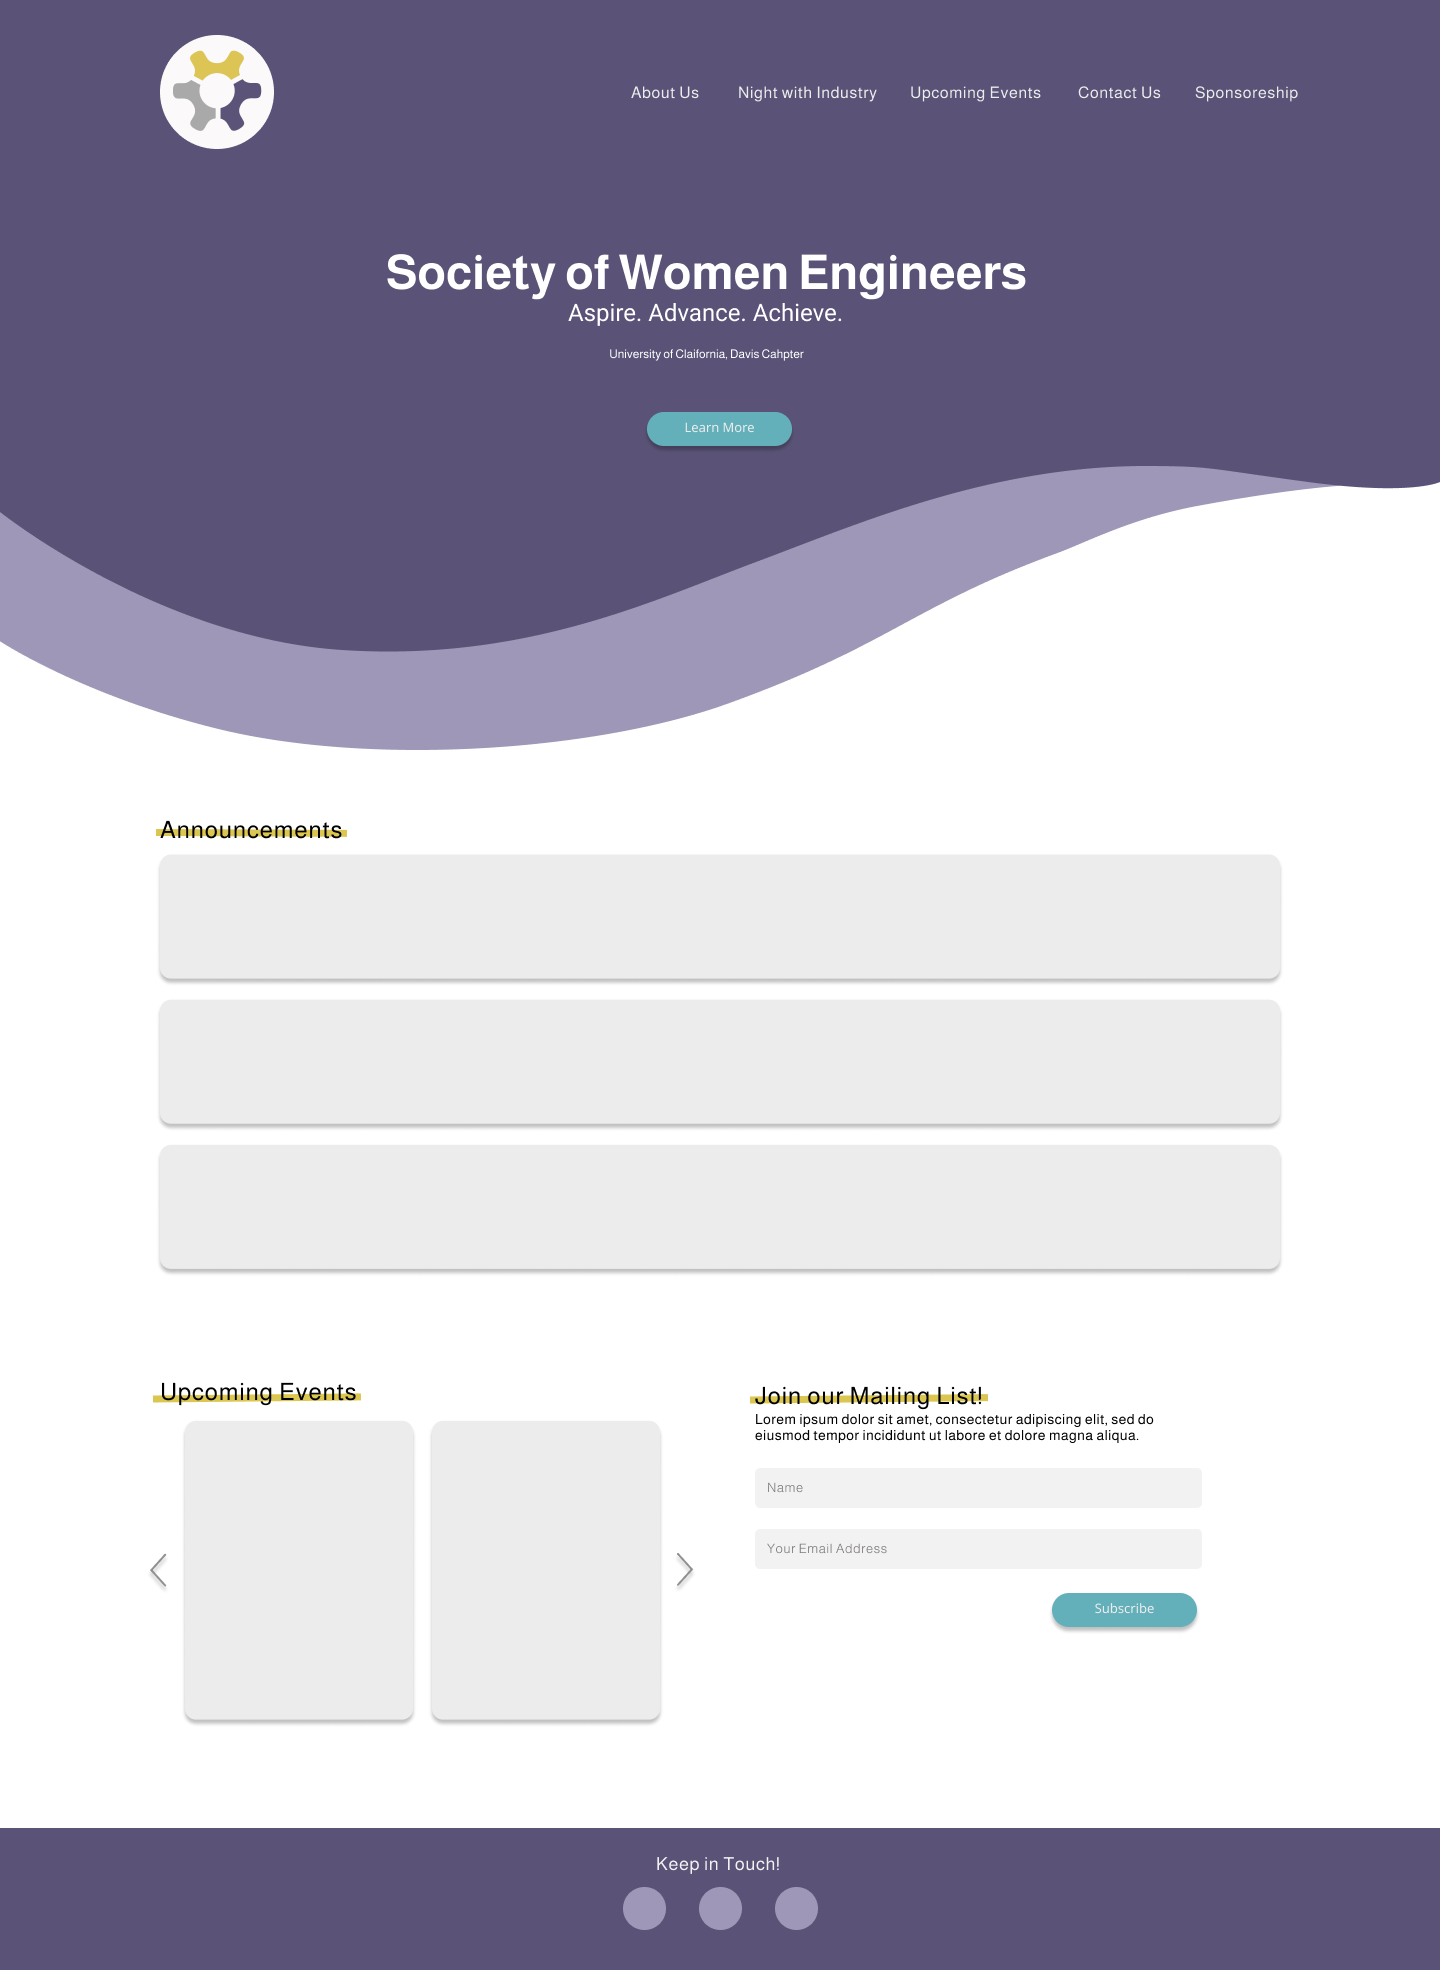 About Us
Night with Industry
Upcoming Events
Contact Us
Sponsoreship
Society of Women Engineers
Aspire. Advance. Achieve.
University of Claifornia, Davis Cahpter
Learn More
Announcements
Upcoming Events
Join our Mailing List!
Lorem ipsum dolor sit amet, consectetur adipiscing elit, sed do
eiusmod tempor incididunt ut labore et dolore magna aliqua.
Name
Your Email Address
Subscribe
Keep in Touch!